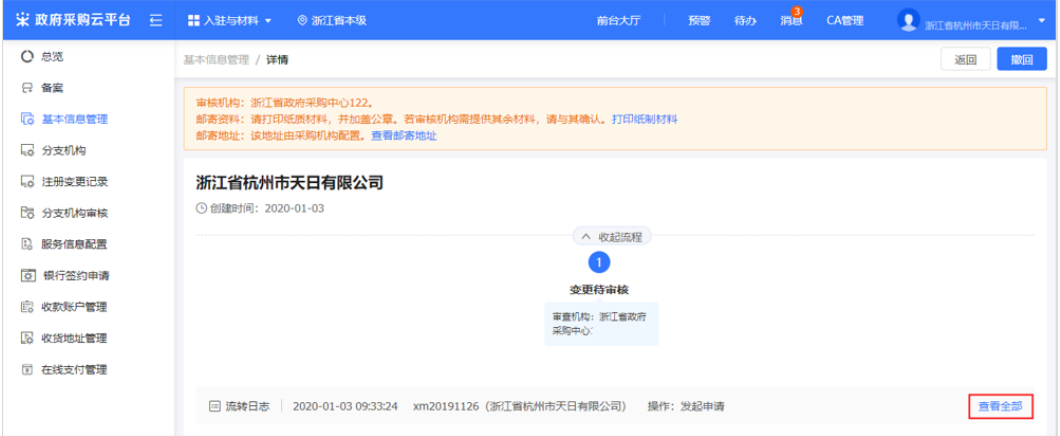 政府采购云平台
入驻与材料
浙江省本级
前台大厅
预警
待办
消息
3
CA管理
浙江省杭州市天日有限...
总览
备案
基本信息管理
分支机构
注册变更记录
分支机构审核
服务信息配置
银行签约申请
收款账户管理
收货地址管理
在线支付管理
基本信息管理 / 详情
返回
撤回
审核机构：浙江省政府采购中心122。
邮寄资料：请打印纸质材料，并加盖公章。若审核机构需提供其余材料，请与其确认。打印纸制材料
邮寄地址：该地址由采购机构配置。查看邮寄地址
浙江省杭州市天日有限公司
创建时间：2020-01-03
收起流程
1
变更待审核
审查机构：浙江省政府
采购中心:
流转日志 2020-01-03 09:33:24 xm20191126（浙江省杭州市天日有限公司） 操作：发起申请
查看全部